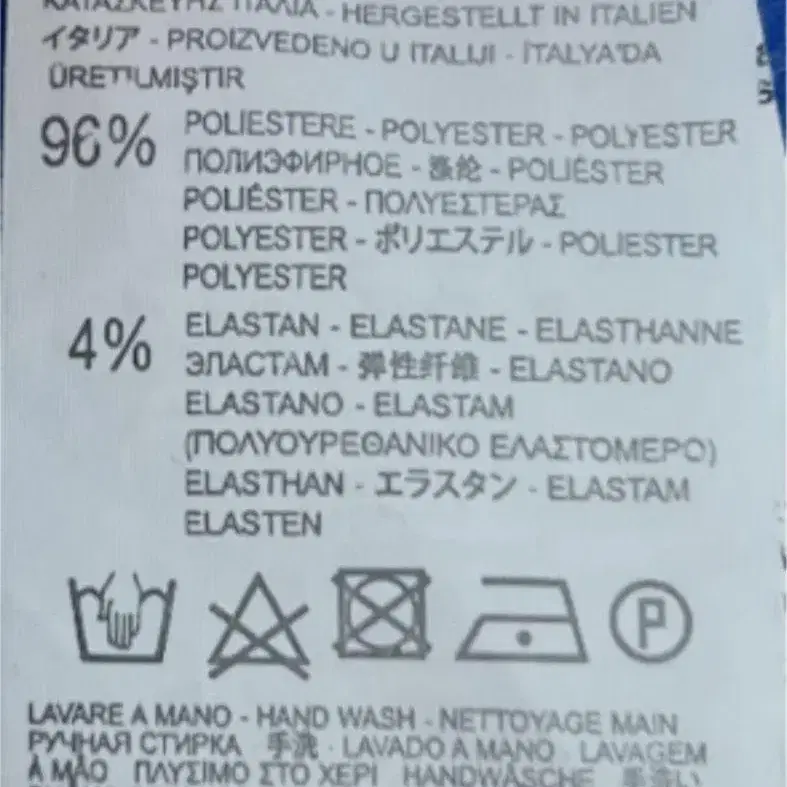 ΚΑΤΑΣΚΕΥΗΣ ΙΤΑΛΙΑ - HERGESTELLT IN ITALIEN
イタリア - PROIZVEDENO U ITALIJI - İTALYA'DA
ÜRETILMIŞTIR
96% POLIESTERE - POLYESTER - POLYESTER
ПОЛИЭФИРНОЕ - 涤纶 - POLIÉSTER
POLIÉSTER - ΠΟΛΥΕΣΤΕΡΑΣ
POLYESTER - ポリエステル - POLIESTER
POLYESTER
4% ELASTAN - ELASTANE - ELASTHANNE
ЭЛАСТАМ - 弹性纤维 - ELASTANO
ELASTANO - ELASTAM
(ΠΟΛΥΟΥΡΕΘΑΝΙΚΟ ΕΛΑΣΤΟΜΕΡΟ)
ELASTHAN - エラスタン - ELASTAM
ELASTEN
P
LAVARE A MANO - HAND WASH - NETTOYAGE MAIN
РУЧНАЯ СТИРКА 手洗 · LAVADO A MANO LAVAGEM
A MÃO ΠΛΥΣΙΜΟ ΣΤΟ ΧΕΡΙ HANDWÄSCHE 手洗い